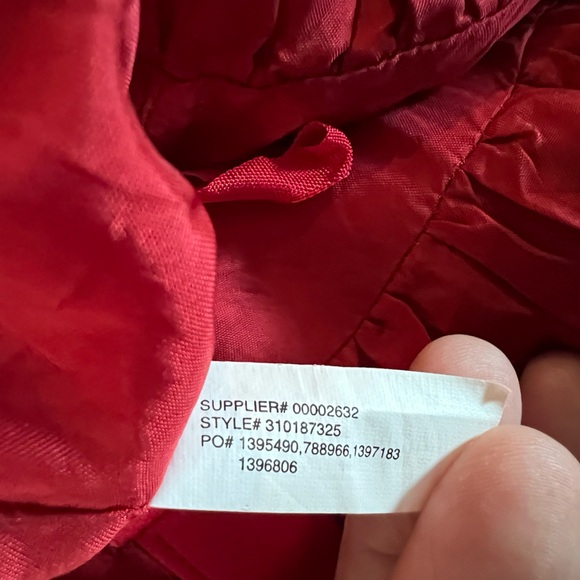 SUPPLIER# 00002632
STYLE# 310187325
PO# 1395490,788966,1397183
1396806